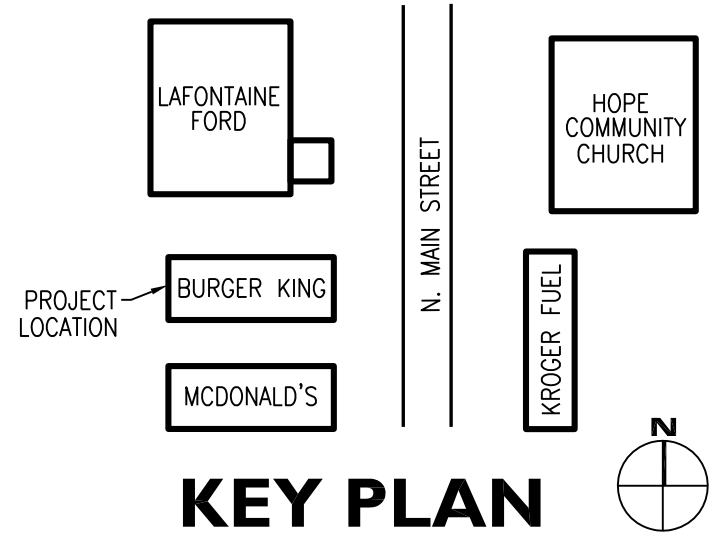 LAFONTAINE
FORD
HOPE
COMMUNITY
CHURCH
N. MAIN STREET
BURGER KING
PROJECT
LOCATION
KROGER FUEL
MCDONALD'S
N
KEY PLAN